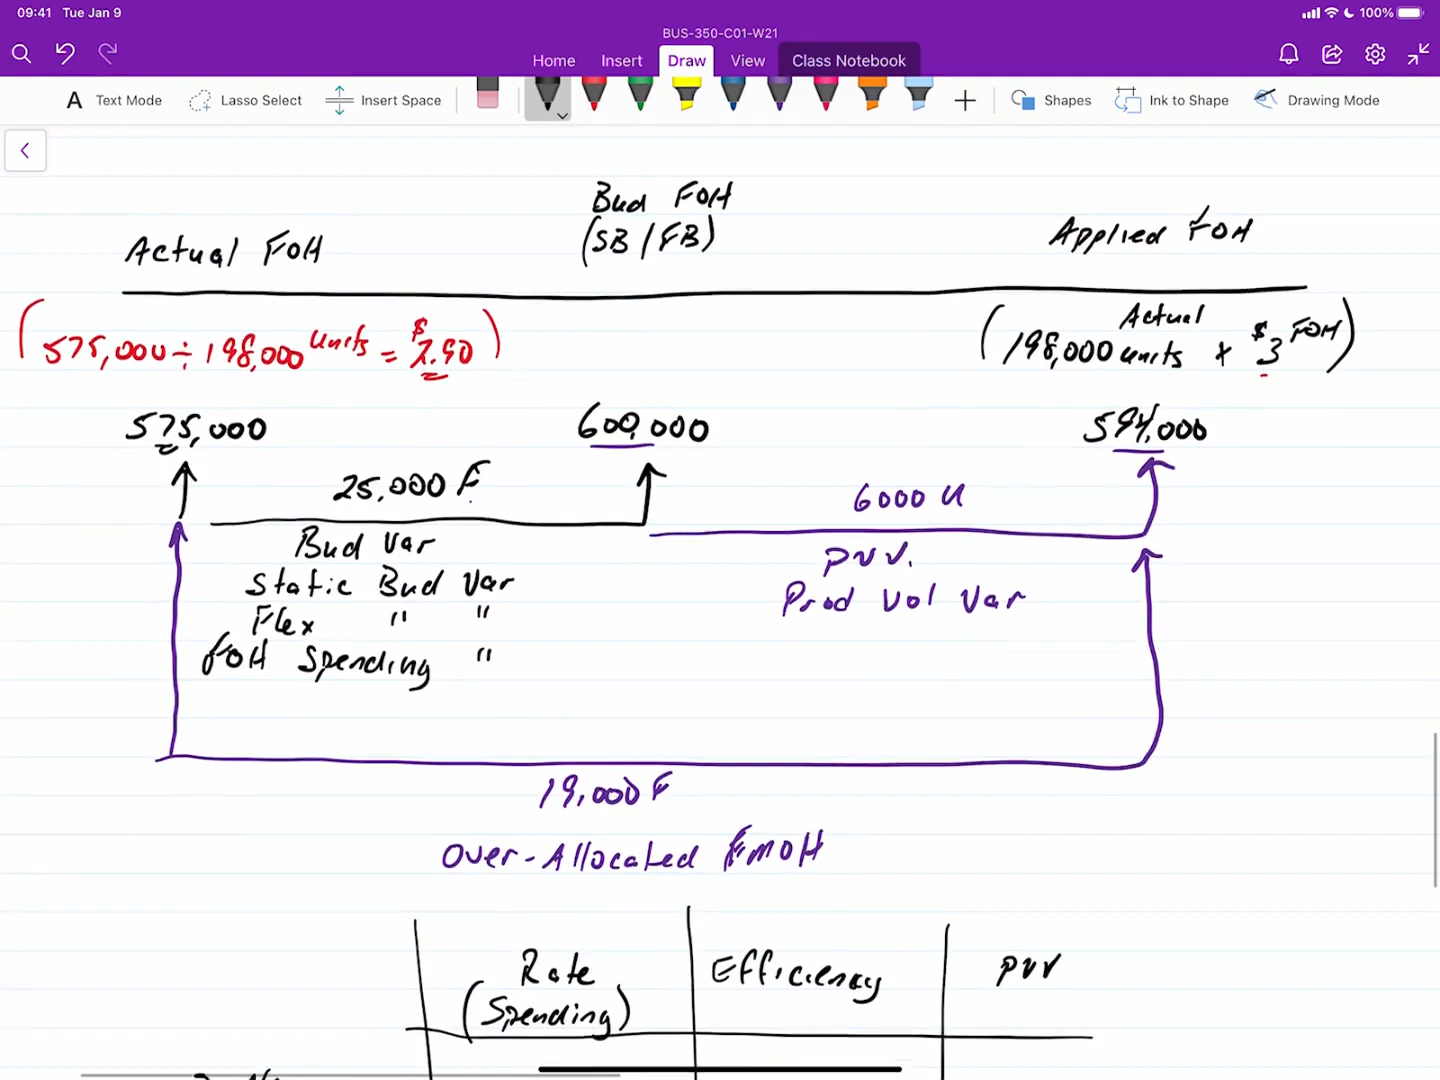 09:41 Tue Jan 9
100%
BUS-350-C01-W21
Home Insert Draw View Class Notebook
Text Mode Lasso Select Insert Space Shapes Ink to Shape Drawing Mode
Bud FOH
(SB/FB)
Actual FOH
Applied FOH
(575,000 ÷ 198,000 units = $2.90)
Actual
(198,000 units × $3 FOH)
575,000 600,000 594,000
25,000 F
6000 U
Bud Var
Static Bud Var
Flex " "
FOH Spending "
PVV.
Prod Vol Var
19,000 F
Over-Allocated FMOH
Rate
(Spending)
Efficiency
PVV